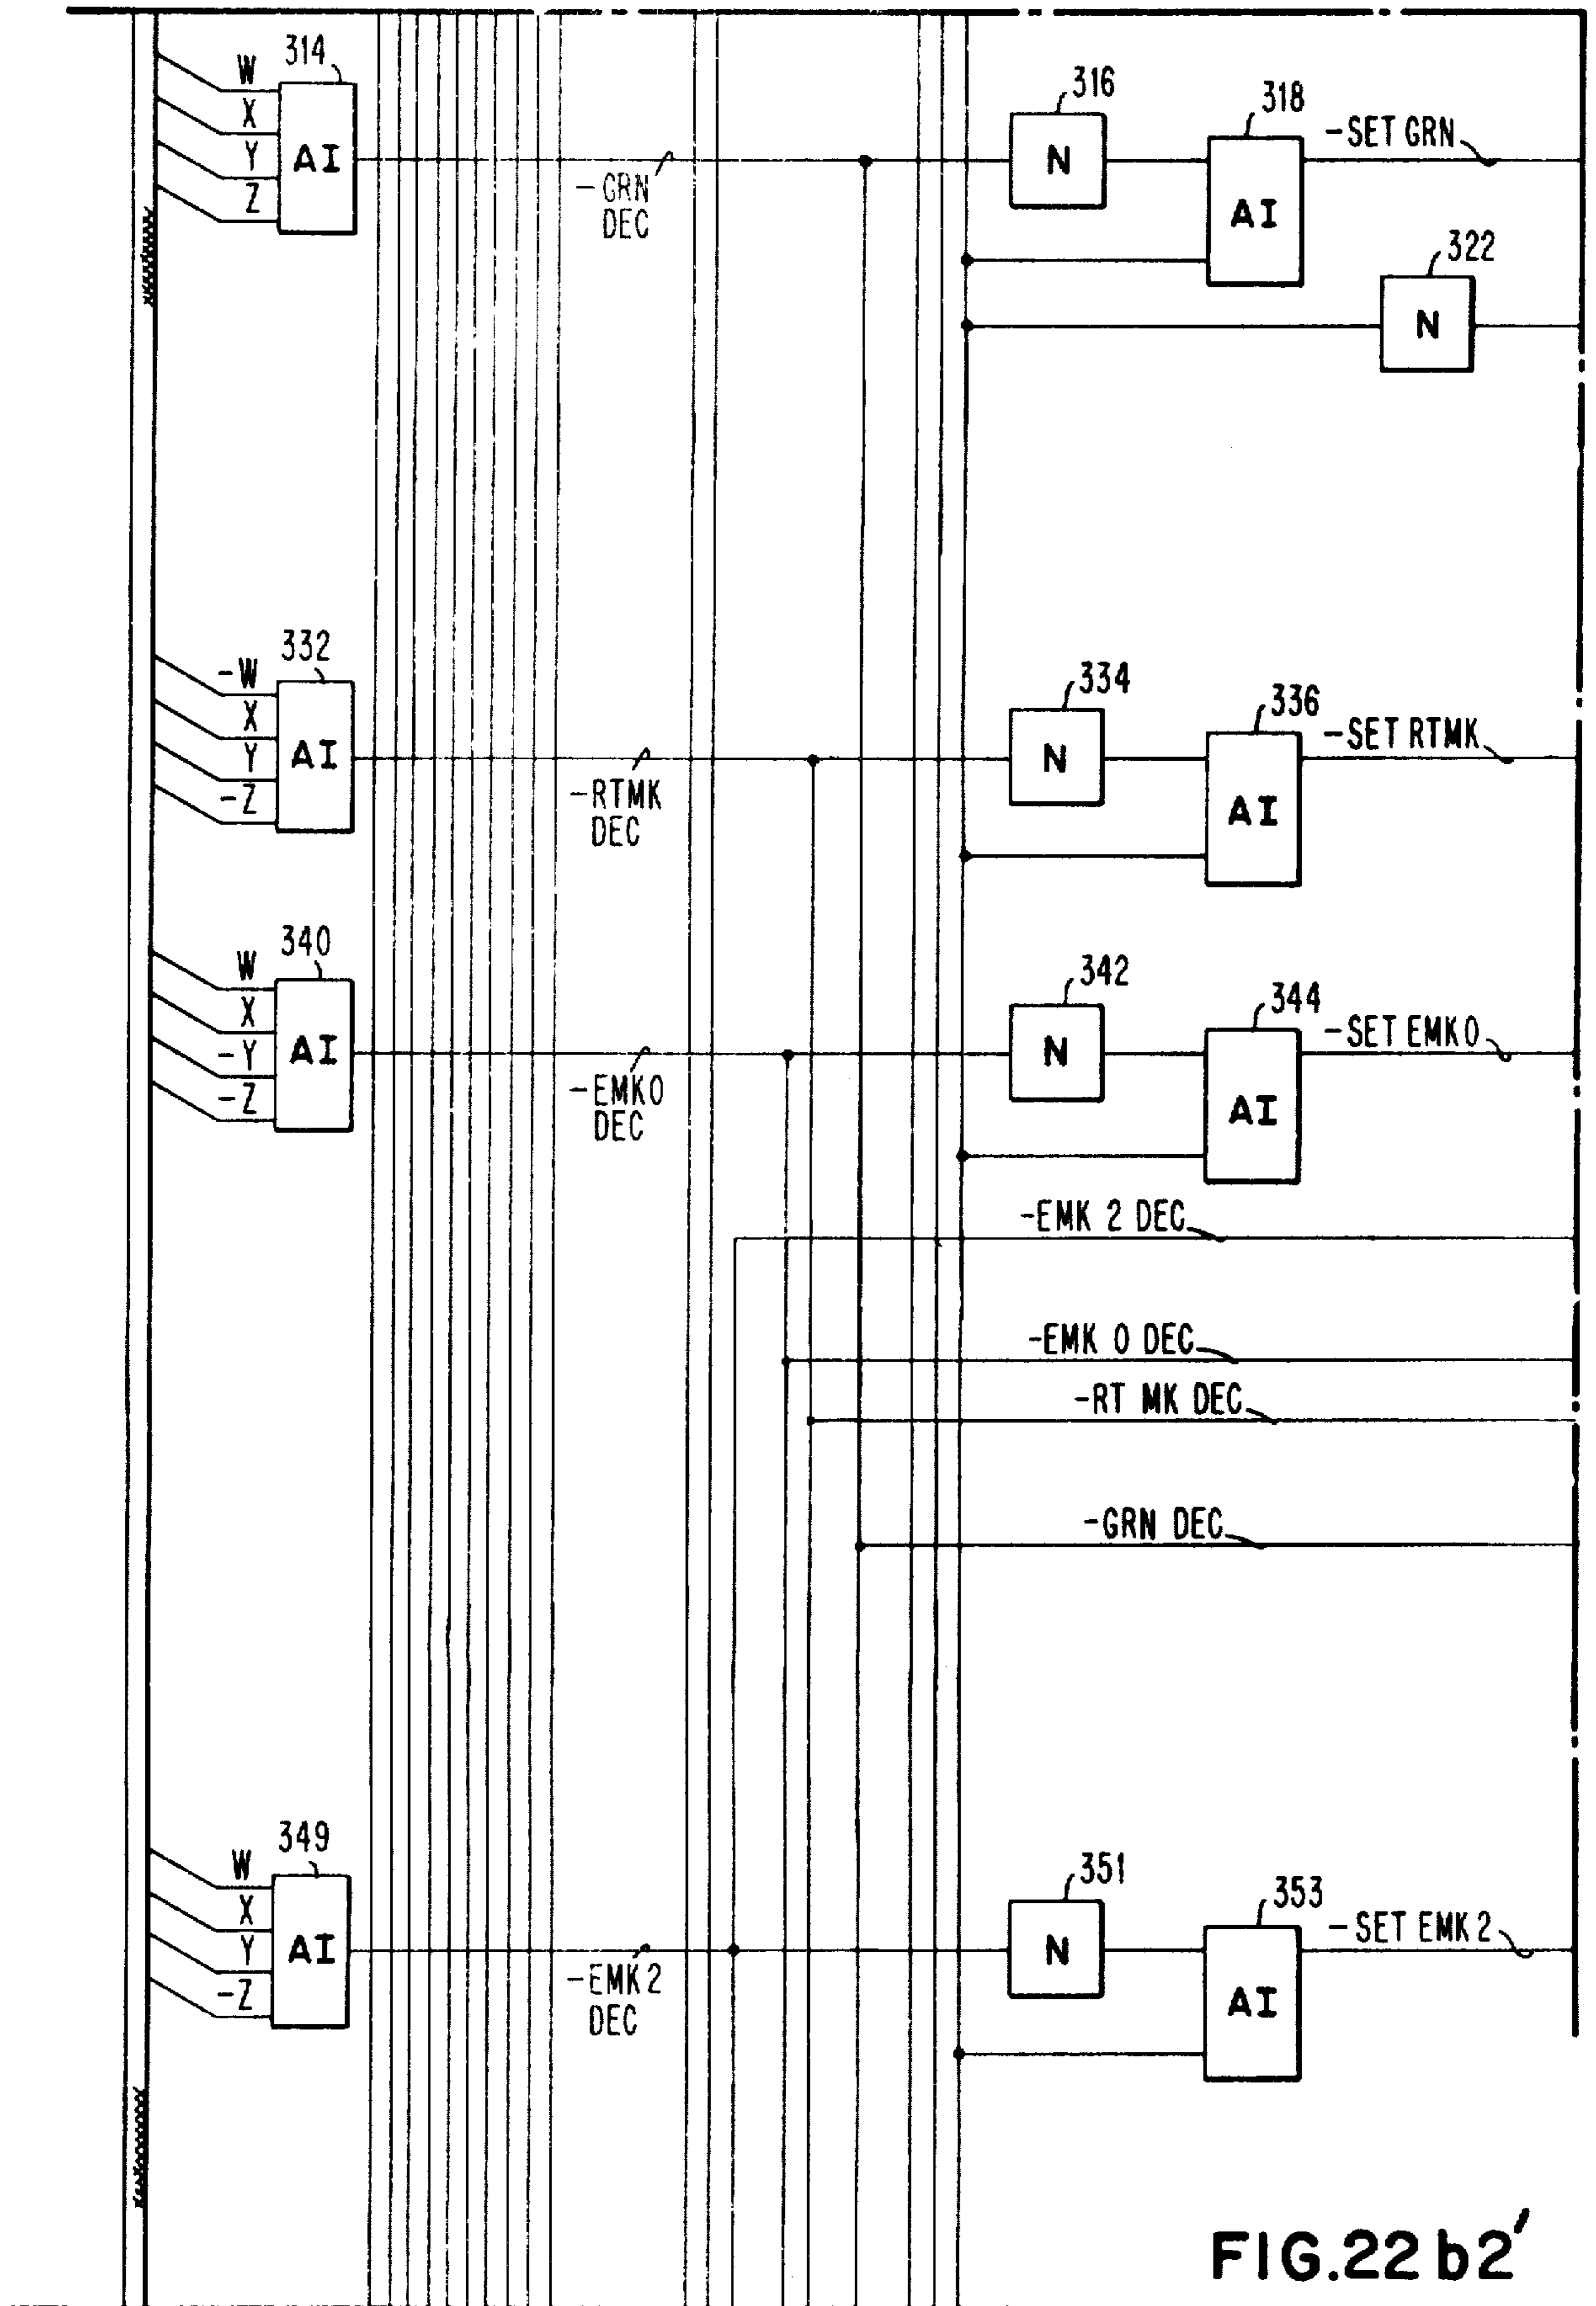 314
W
X
Y
Z
AI
-GRN
DEC
316
N
318
AI
-SET GRN
322
N
332
-W
X
Y
-Z
AI
-RTMK
DEC
334
N
336
AI
-SET RTMK
340
W
X
-Y
-Z
AI
-EMK0
DEC
342
N
344
AI
-SET EMK0
-EMK 2 DEC
-EMK 0 DEC
-RT MK DEC
-GRN DEC
349
W
X
Y
-Z
AI
-EMK2
DEC
351
N
353
AI
-SET EMK2
FIG.22 b2'